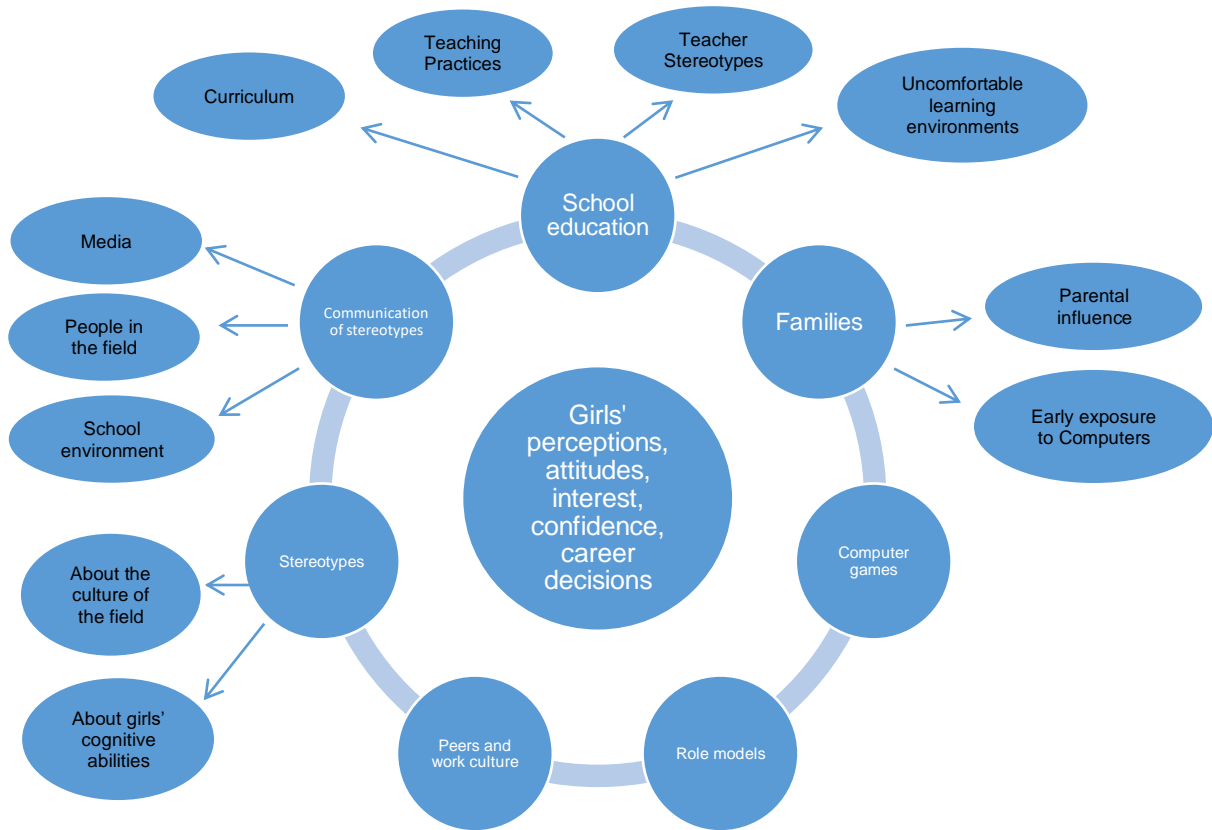 Teaching
Practices
Teacher
Stereotypes
Curriculum
Uncomfortable
learning
environments
School
education
Media
Communication
of stereotypes
People in
the field
School
environment
Families
Parental
influence
Early exposure
to Computers
Girls'
perceptions,
attitudes,
interest,
confidence,
career
decisions
Stereotypes
About the
culture of
the field
About girls’
cognitive
abilities
Computer
games
Peers and
work culture
Role models